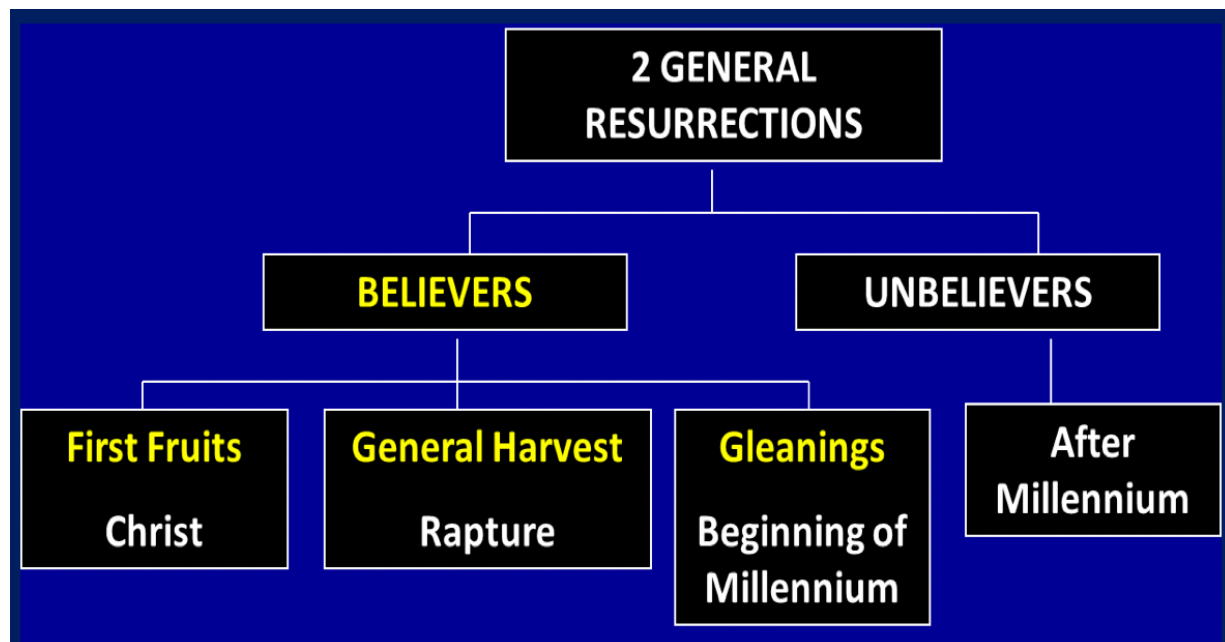 2 GENERAL
RESURRECTIONS
BELIEVERS
UNBELIEVERS
First Fruits
Christ
General Harvest
Rapture
Gleanings
Beginning of
Millennium
After
Millennium